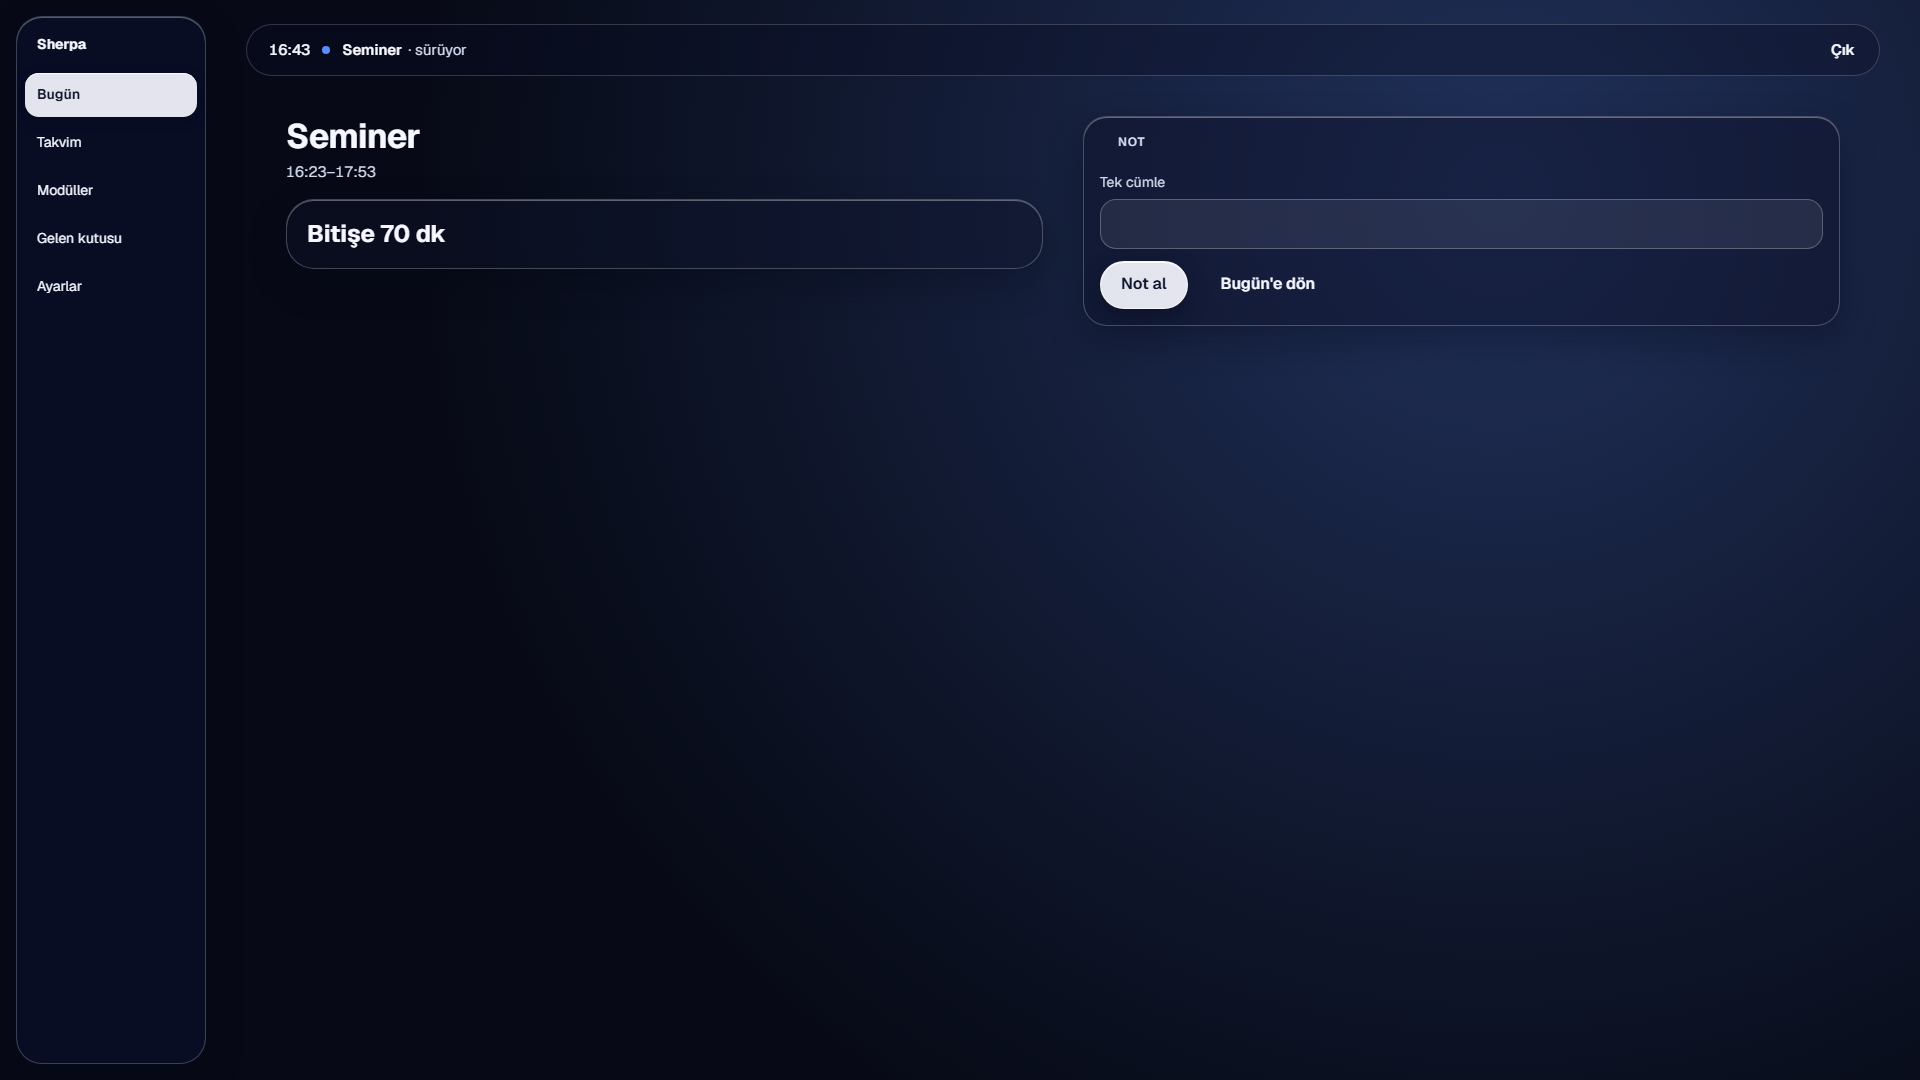 Sherpa
Bugün
Takvim
Modüller
Gelen kutusu
Ayarlar
16:43 Seminer · sürüyor
Çık
Seminer
16:23–17:53
Bitişe 70 dk
NOT
Tek cümle
Not al
Bugün'e dön